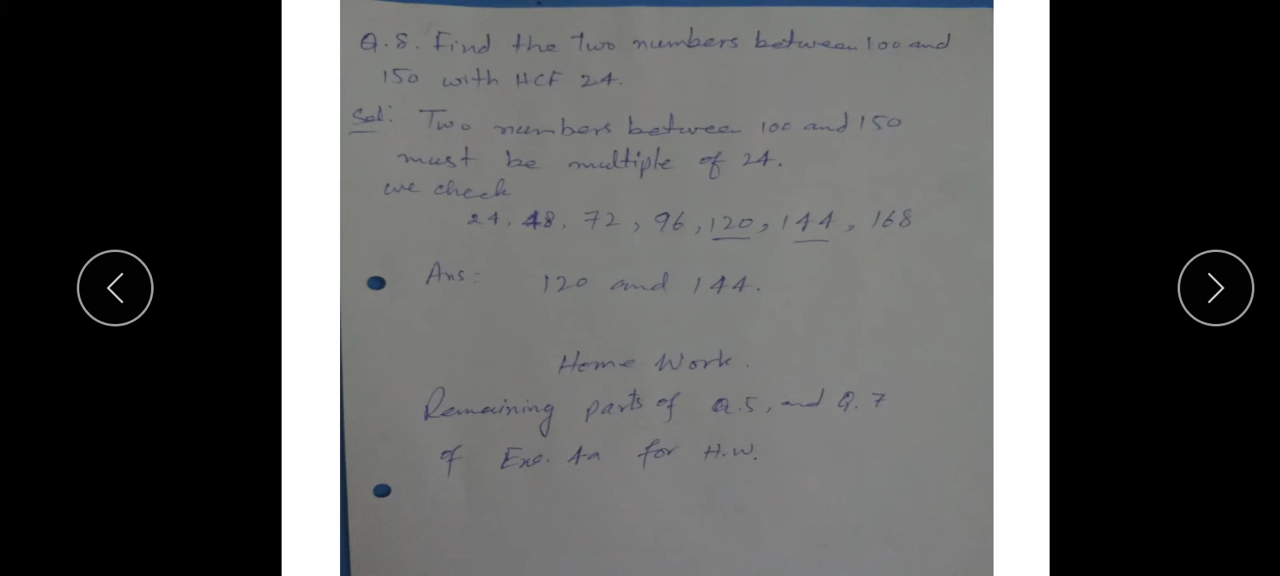 Q.8. Find the Two numbers between 100 and
150 with HCF 24.
Sol: Two numbers between 100 and 150
must be multiple of 24.
we check
24, 48, 72, 96, 120, 144, 168
Ans: 120 and 144.
Home Work.
Remaining parts of Q.5, and Q.7
of Exe. 4a for H.W.